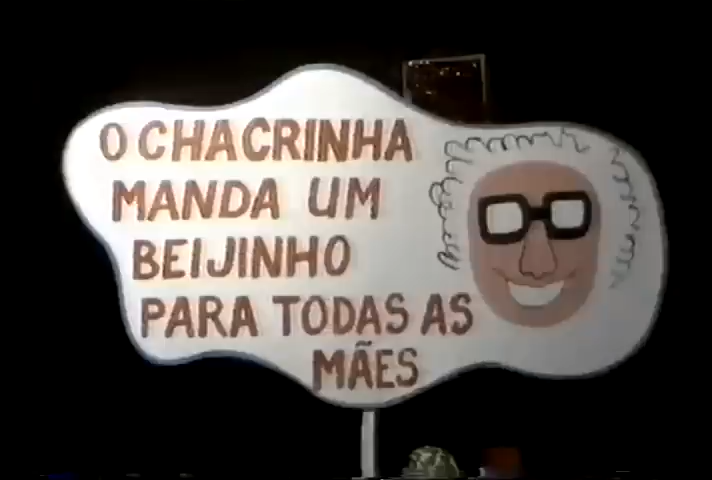 O CHACRINHA
MANDA UM
BEIJINHO
PARA TODAS AS
MÃES